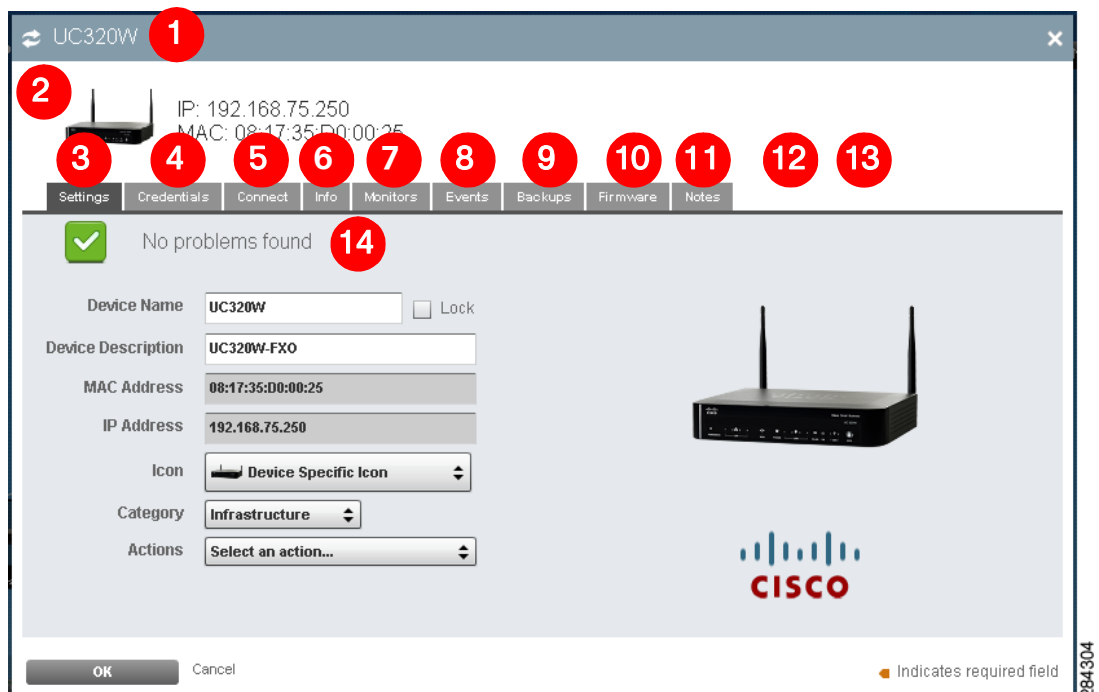 UC320W 1
2
IP: 192.168.75.250
MAC: 08:17:35:D0:00:25
3 4 5 6 7 8 9 10 11 12 13
Settings Credentials Connect Info Monitors Events Backups Firmware Notes
No problems found 14
Device Name UC320W Lock
Device Description UC320W-FXO
MAC Address 08:17:35:D0:00:25
IP Address 192.168.75.250
Icon Device Specific Icon
Category Infrastructure
Actions Select an action...
CISCO
OK Cancel Indicates required field
284304